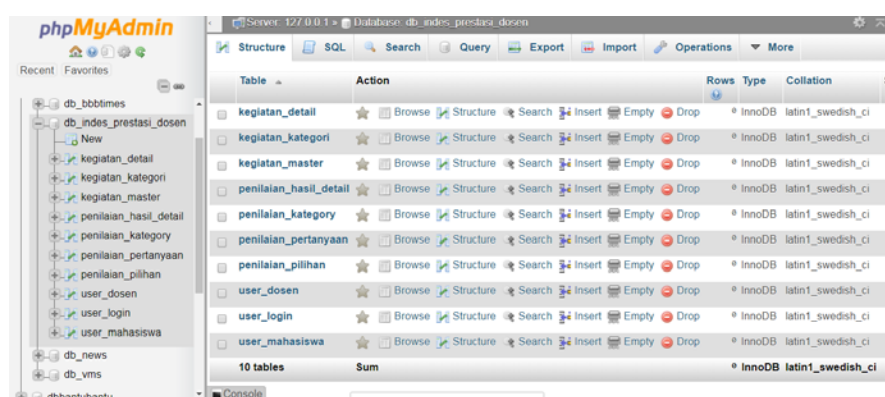 phpMyAdmin
Recent Favorites
db_bbbtimes
db_indes_prestasi_dosen
New
kegiatan_detail
kegiatan_kategori
kegiatan_master
penilaian_hasil_detail
penilaian_kategory
penilaian_pertanyaan
penilaian_pilihan
user_dosen
user_login
user_mahasiswa
db_news
db_vms
Server: 127.0.0.1 » Database: db_indes_prestasi_dosen
Structure SQL Search Query Export Import Operations More
Table Action Rows Type Collation
kegiatan_detail Browse Structure Search Insert Empty Drop 0 InnoDB latin1_swedish_ci
kegiatan_kategori Browse Structure Search Insert Empty Drop 0 InnoDB latin1_swedish_ci
kegiatan_master Browse Structure Search Insert Empty Drop 0 InnoDB latin1_swedish_ci
penilaian_hasil_detail Browse Structure Search Insert Empty Drop 0 InnoDB latin1_swedish_ci
penilaian_kategory Browse Structure Search Insert Empty Drop 0 InnoDB latin1_swedish_ci
penilaian_pertanyaan Browse Structure Search Insert Empty Drop 0 InnoDB latin1_swedish_ci
penilaian_pilihan Browse Structure Search Insert Empty Drop 0 InnoDB latin1_swedish_ci
user_dosen Browse Structure Search Insert Empty Drop 0 InnoDB latin1_swedish_ci
user_login Browse Structure Search Insert Empty Drop 0 InnoDB latin1_swedish_ci
user_mahasiswa Browse Structure Search Insert Empty Drop 0 InnoDB latin1_swedish_ci
10 tables Sum 0 InnoDB latin1_swedish_ci
Console